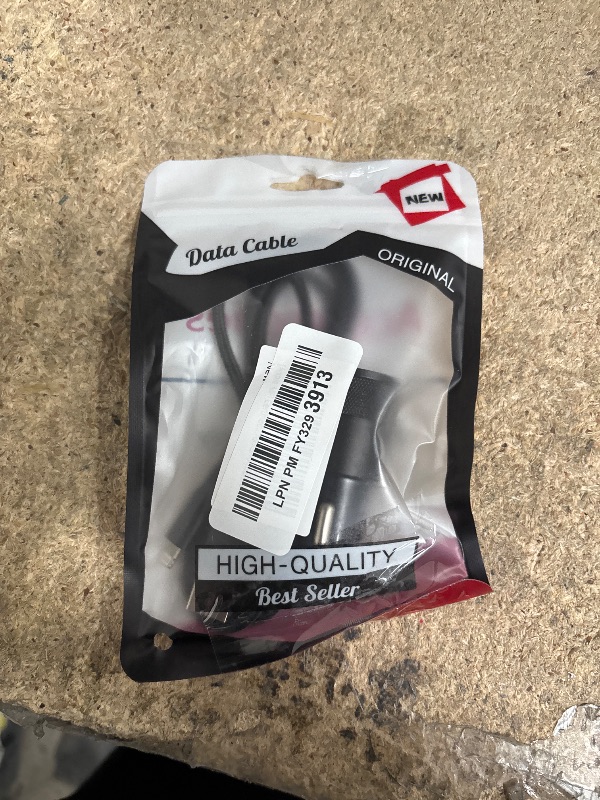 NEW
Data Cable
ORIGINAL
LPN PM FY329 3913
HIGH-QUALITY
Best Seller